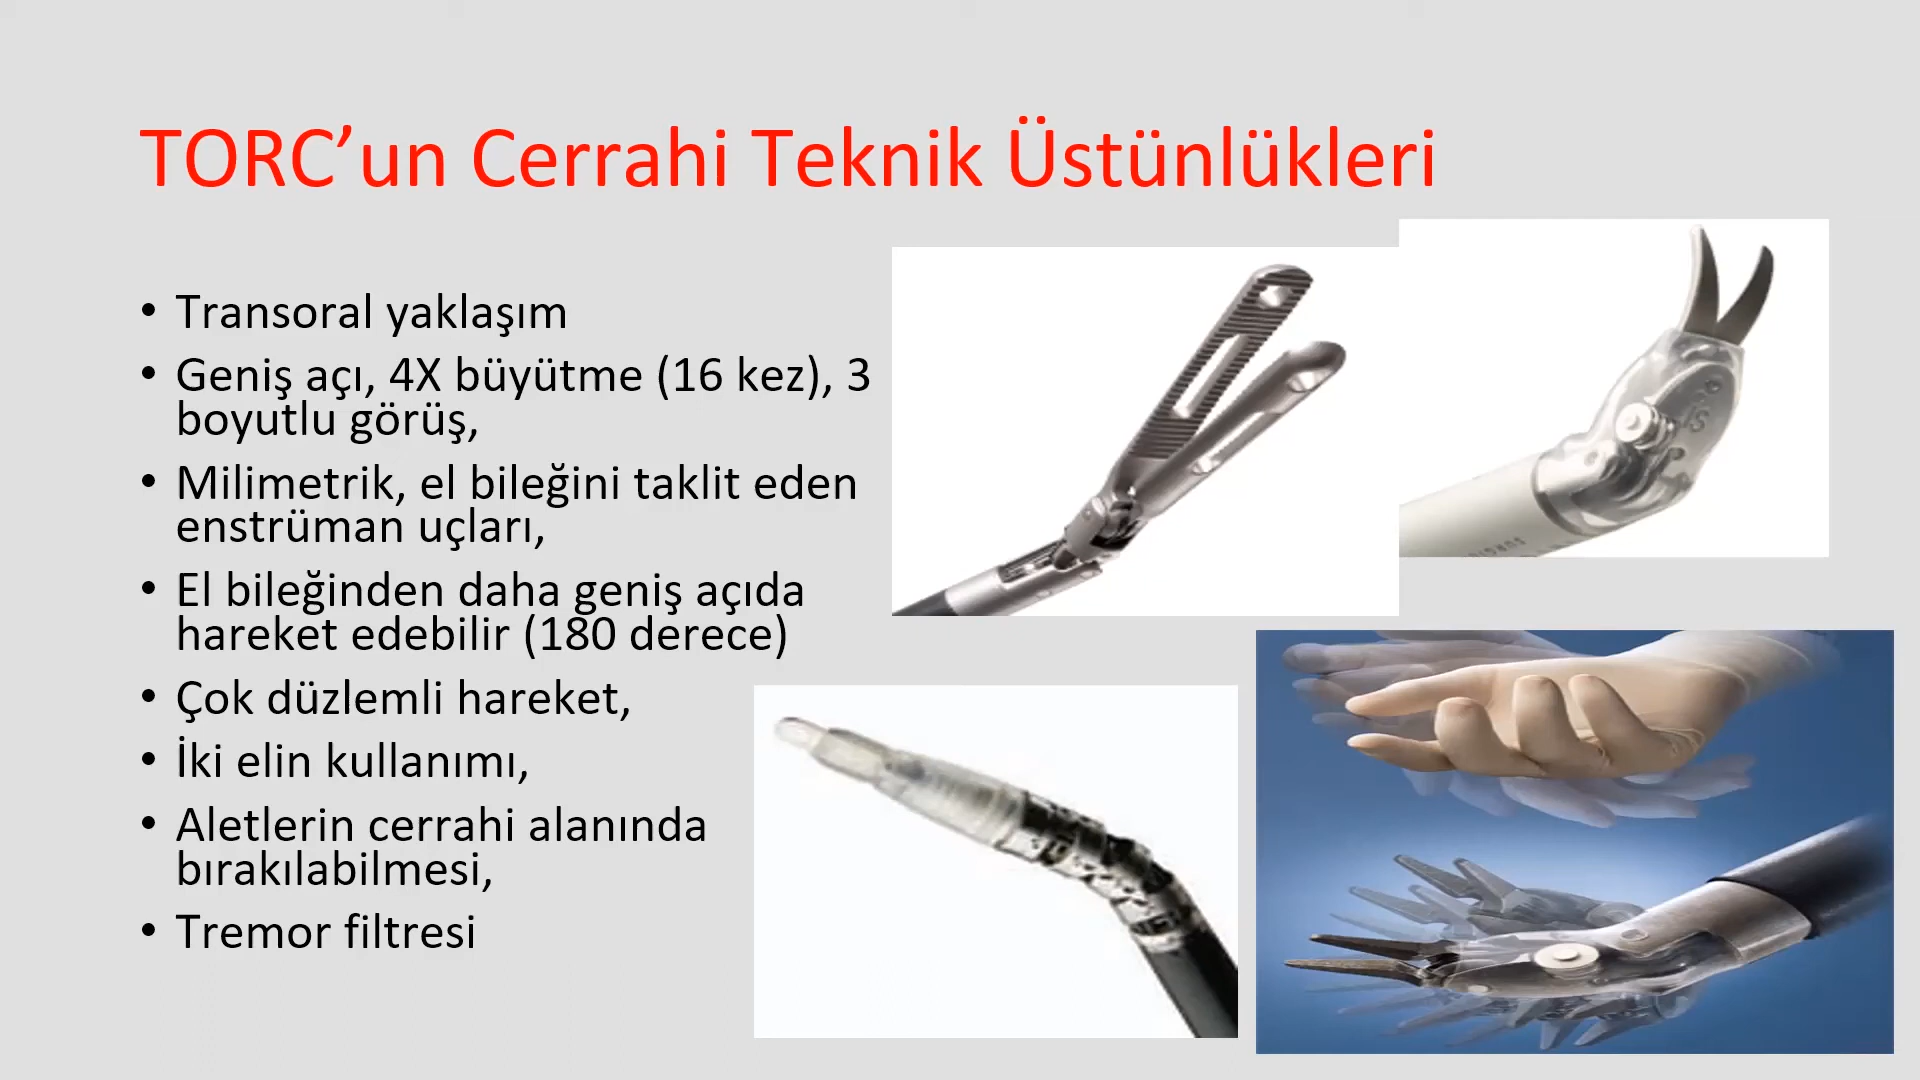 TORC’un Cerrahi Teknik Üstünlükleri
• Transoral yaklaşım
• Geniş açı, 4X büyütme (16 kez), 3
boyutlu görüş,
• Milimetrik, el bileğini taklit eden
enstrüman uçları,
• El bileğinden daha geniş açıda
hareket edebilir (180 derece)
• Çok düzlemli hareket,
• İki elin kullanımı,
• Aletlerin cerrahi alanında
bırakılabilmesi,
• Tremor filtresi